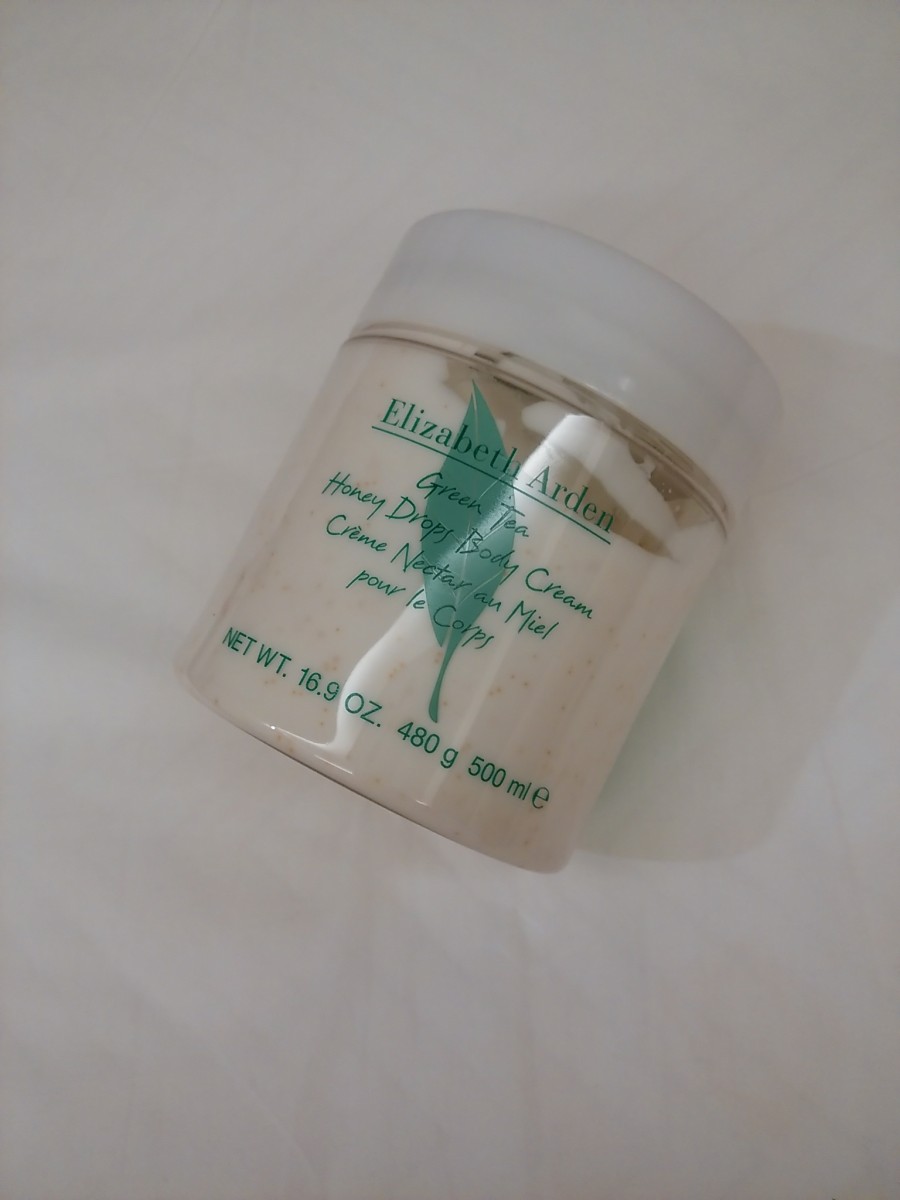 Elizabeth Arden
Green Tea
Honey Drops Body Cream
Crème Nectar au Miel
pour le Corps
NET WT. 16.9 OZ. 480 g 500 ml e